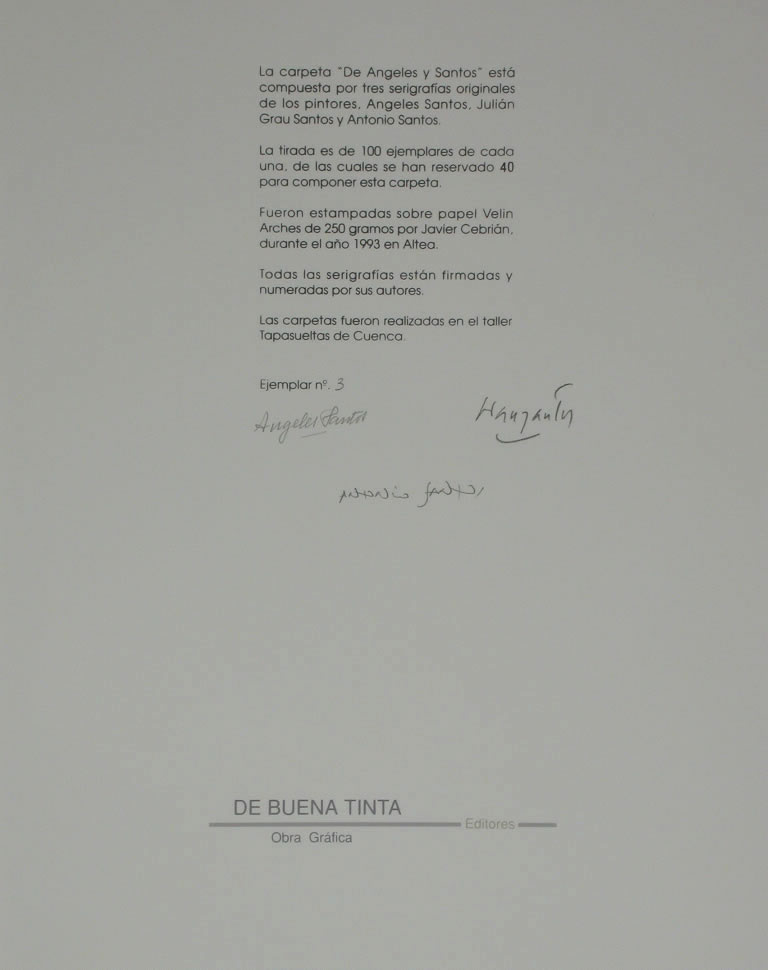 La carpeta "De Angeles y Santos" está
compuesta por tres serigrafías originales
de los pintores, Angeles Santos, Julián
Grau Santos y Antonio Santos.
La tirada es de 100 ejemplares de cada
una, de las cuales se han reservado 40
para componer esta carpeta.
Fueron estampadas sobre papel Velin
Arches de 250 gramos por Javier Cebrián,
durante el año 1993 en Altea.
Todas las serigrafías están firmadas y
numeradas por sus autores.
Las carpetas fueron realizadas en el taller
Tapasueltas de Cuenca.
Ejemplar nº. 3
Angeles Santos
Antonio Santos
DE BUENA TINTA
Editores
Obra Gráfica